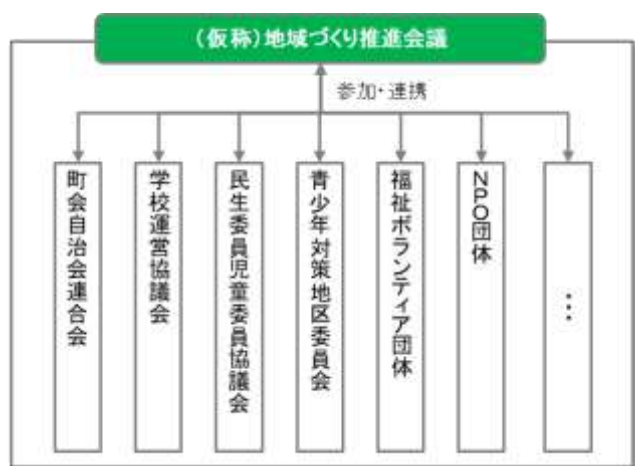 (仮称)地域づくり推進会議
参加・連携
町会自治会連合会
学校運営協議会
民生委員児童委員協議会
青少年対策地区委員会
福祉ボランティア団体
NPO団体
…